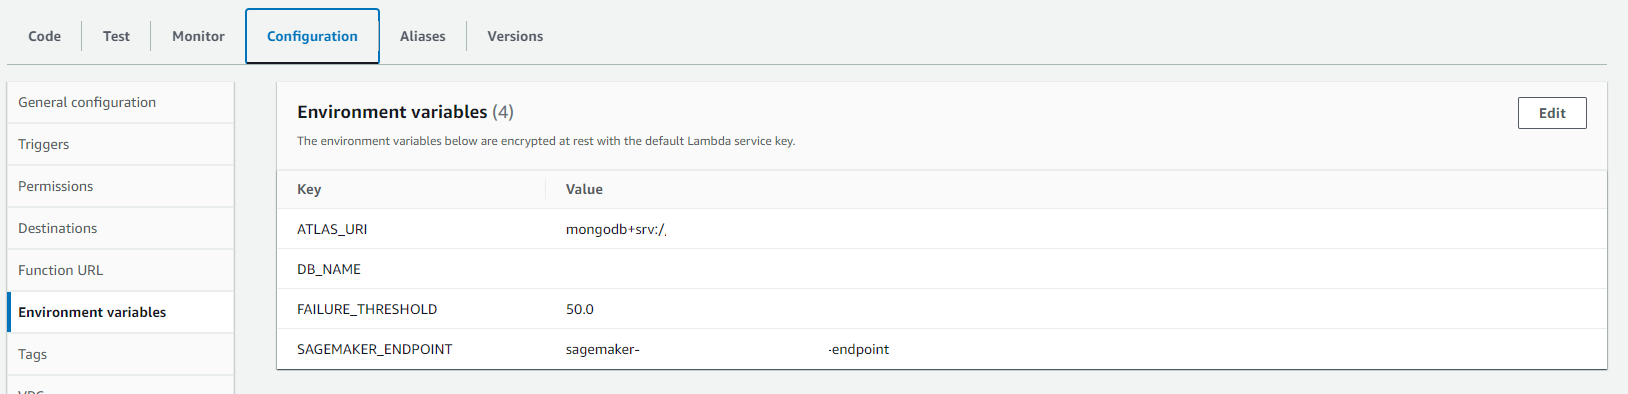 Code Test Monitor Configuration Aliases Versions
General configuration
Triggers
Permissions
Destinations
Function URL
Environment variables
Tags
Environment variables (4)
Edit
The environment variables below are encrypted at rest with the default Lambda service key.
Key Value
ATLAS_URI mongodb+srv:/
DB_NAME
FAILURE_THRESHOLD 50.0
SAGEMAKER_ENDPOINT sagemaker- -endpoint